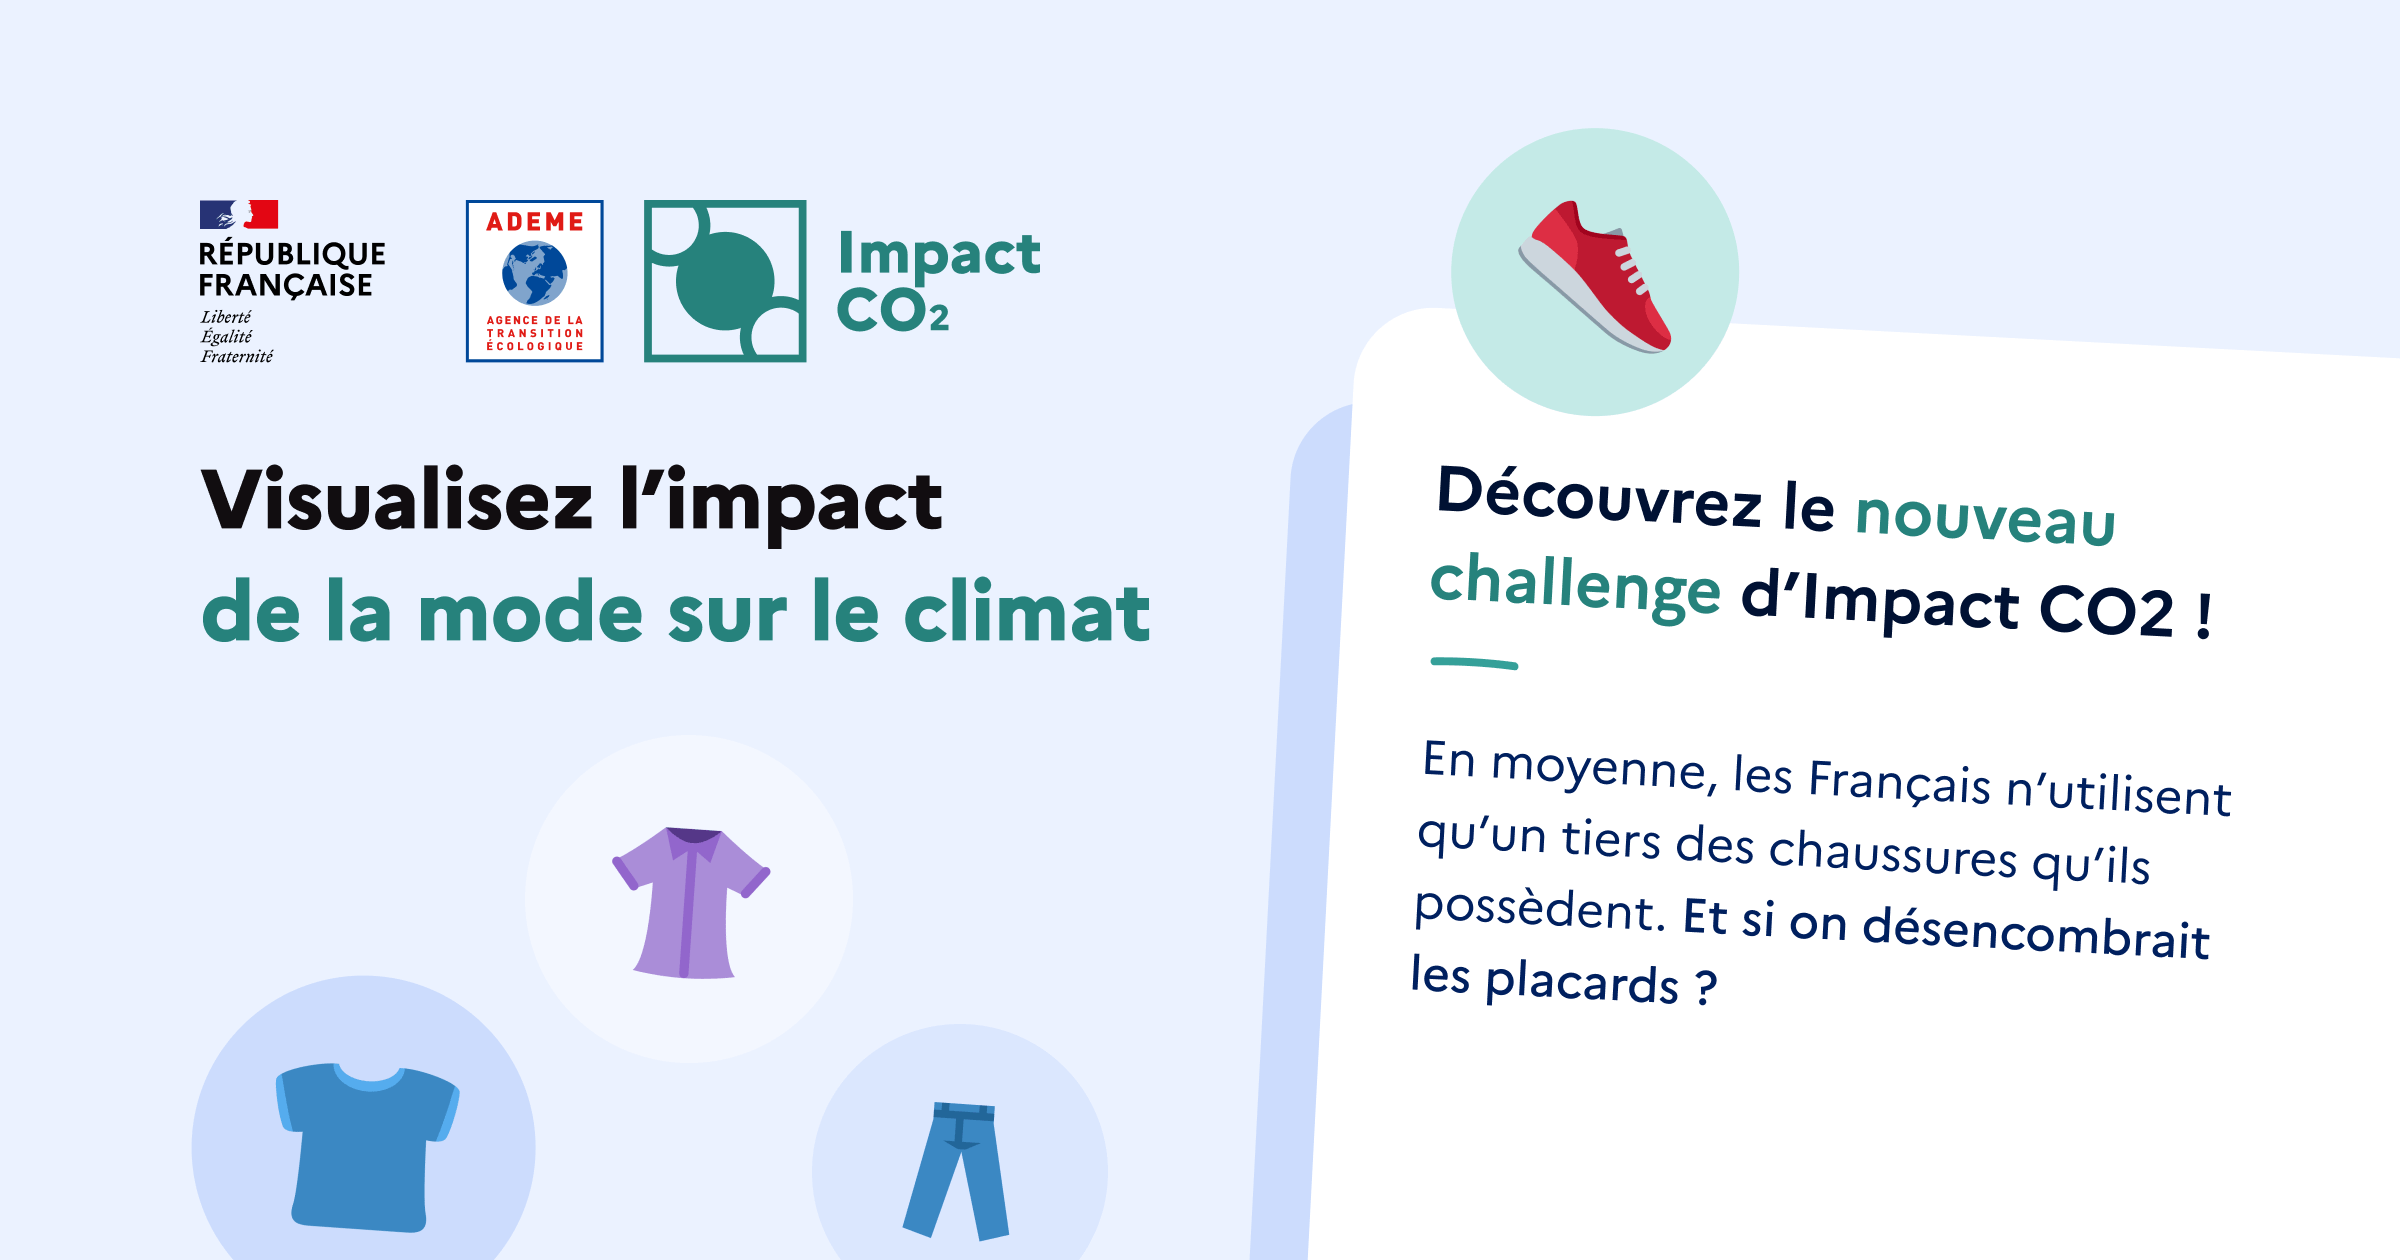 RÉPUBLIQUE
FRANÇAISE
Liberté
Égalité
Fraternité
ADEME
AGENCE DE LA
TRANSITION
ÉCOLOGIQUE
Impact
CO2
Visualisez l’impact
de la mode sur le climat
Découvrez le nouveau
challenge d’Impact CO2 !
En moyenne, les Français n’utilisent
qu’un tiers des chaussures qu’ils
possèdent. Et si on désencombrait
les placards ?